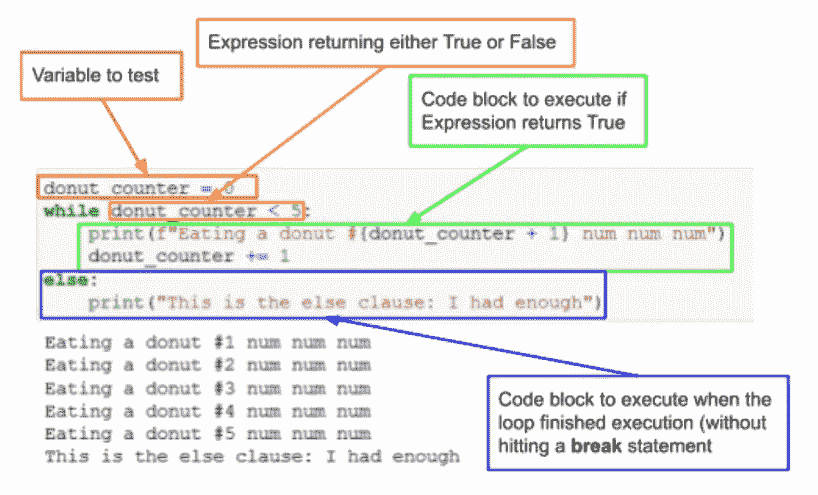 Expression returning either True or False
Variable to test
Code block to execute if
Expression returns True
donut_counter = 0
while donut_counter < 5:
print(f"Eating a donut #{donut_counter + 1} num num num")
donut_counter += 1
else:
print("This is the else clause: I had enough")
Eating a donut #1 num num num
Eating a donut #2 num num num
Eating a donut #3 num num num
Eating a donut #4 num num num
Eating a donut #5 num num num
This is the else clause: I had enough
Code block to execute when the
loop finished execution (without
hitting a break statement